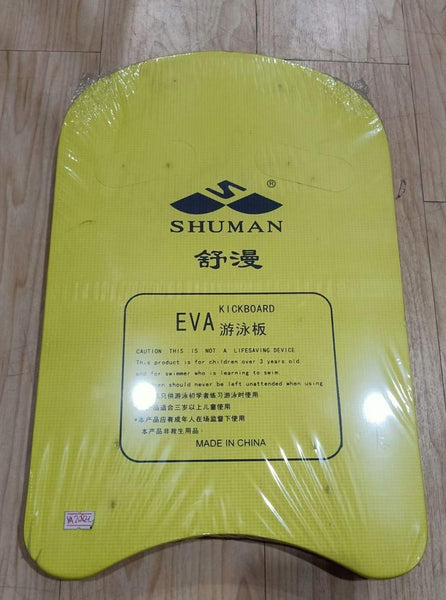 ®
SHUMAN
舒漫
EVA KICKBOARD
游泳板
CAUTION THIS IS NOT A LIFESAVING DEVICE
This product is for children over 3 years old
and for swimmer who is learning to swim.
en should never be left unattended when using
只供游泳初学者练习游泳时使用
品适合三岁以上儿童使用
*本产品应有成年人在场监督下使用
本产品非救生用品
MADE IN CHINA